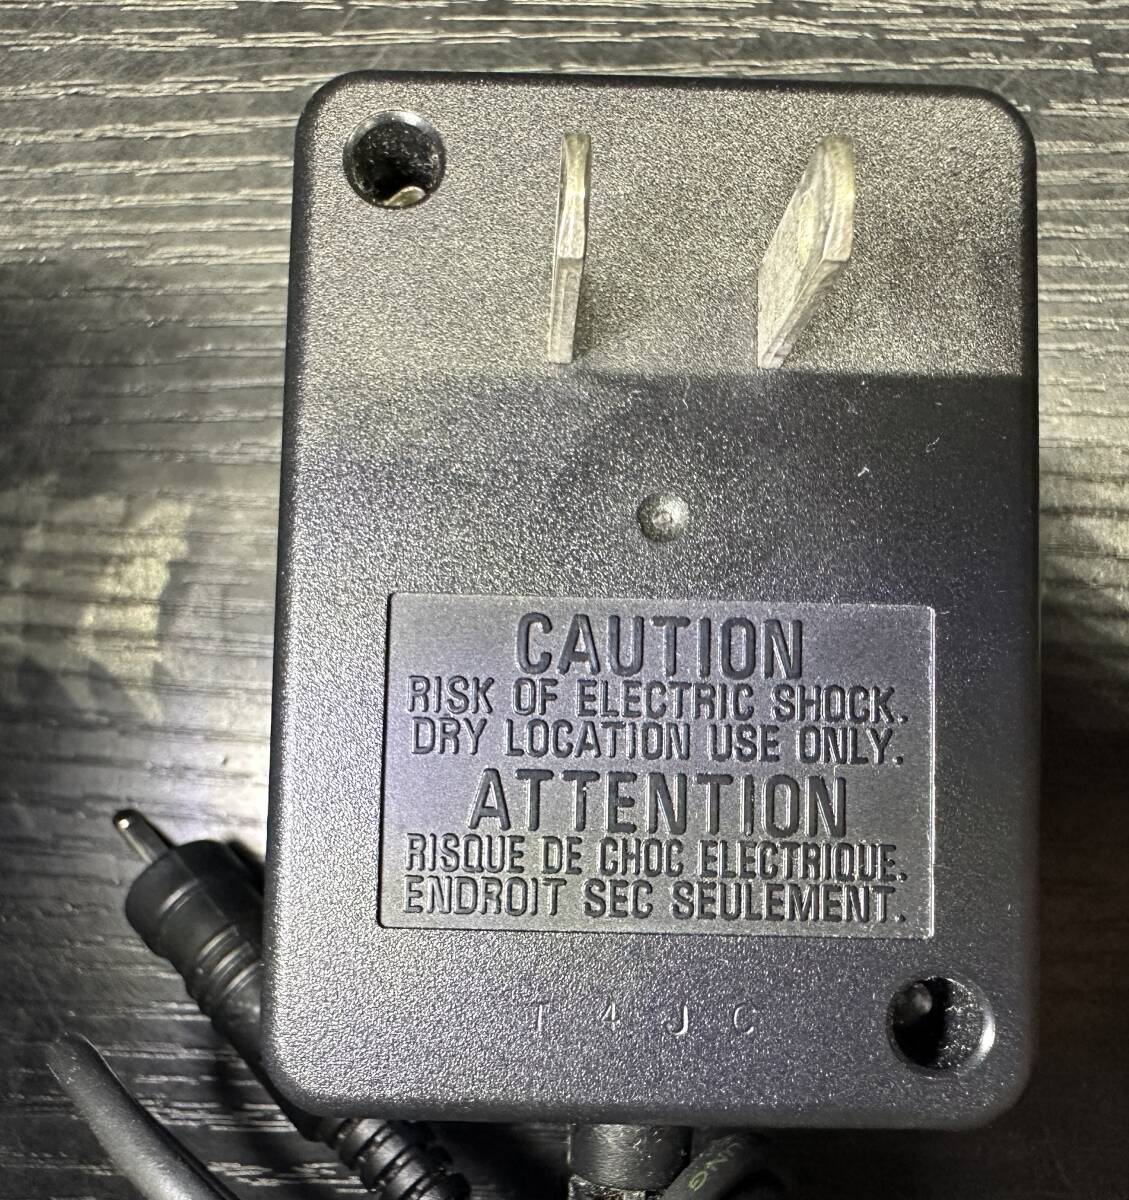 CAUTION
RISK OF ELECTRIC SHOCK.
DRY LOCATION USE ONLY.
ATTENTION
RISQUE DE CHOC ELECTRIQUE.
ENDROIT SEC SEULEMENT.
T 4 J C